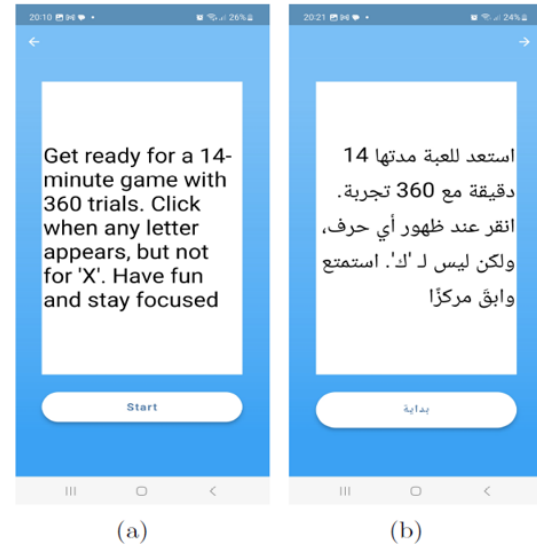 20:10
26%
Get ready for a 14-
minute game with
360 trials. Click
when any letter
appears, but not
for 'X'. Have fun
and stay focused
Start
(a)
20:21
24%
استعد للعبة مدتها 14
دقيقة مع 360 تجربة.
انقر عند ظهور أي حرف،
ولكن ليس لـ 'ك'. استمتع
وابقَ مركزًا
بداية
(b)